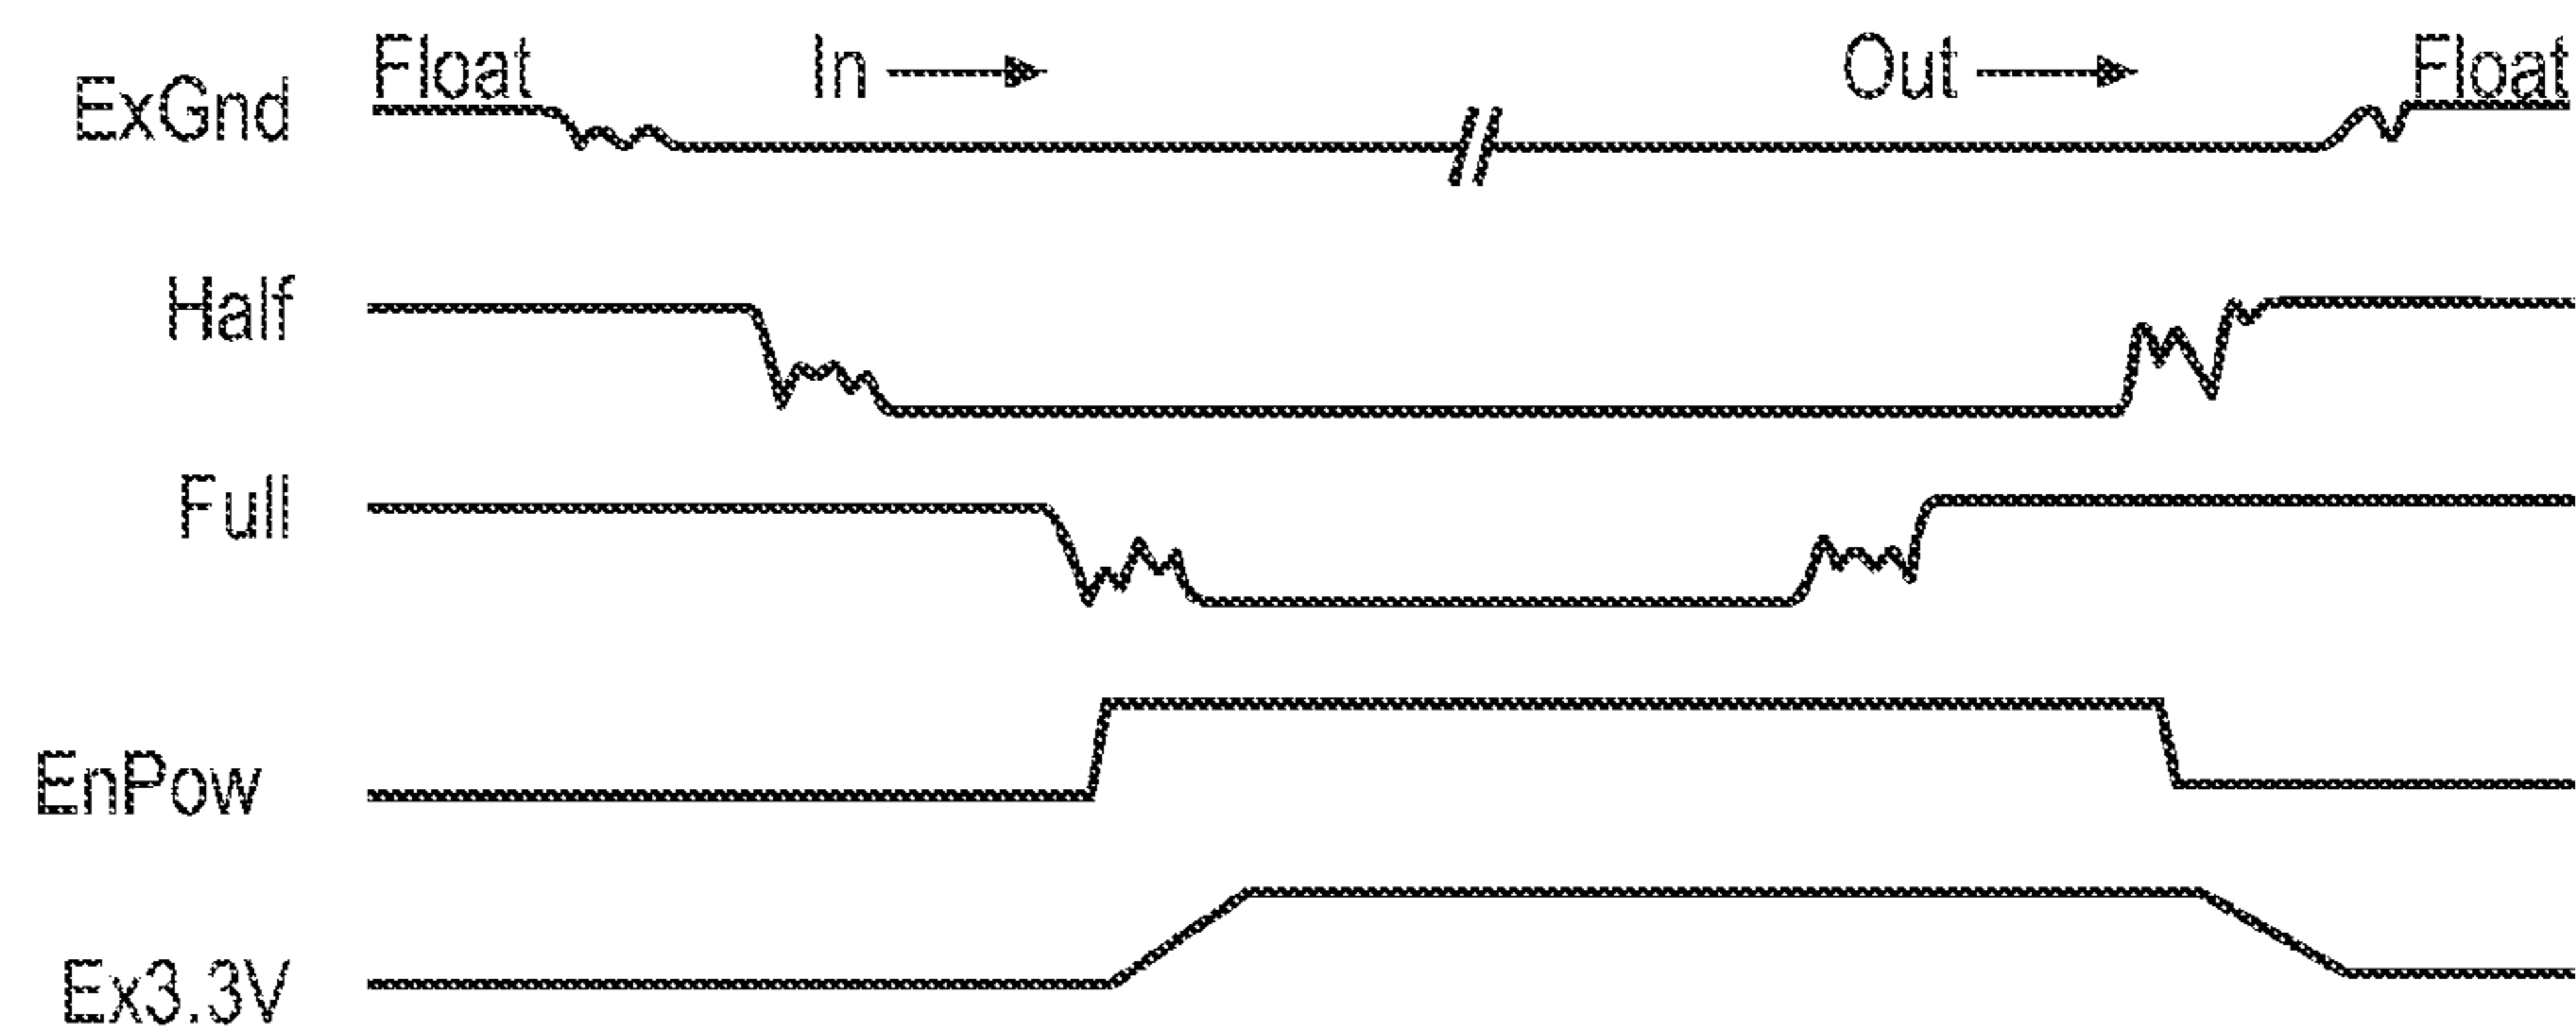 ExGnd Float In Out Float
Half
Full
EnPow
Ex3.3V